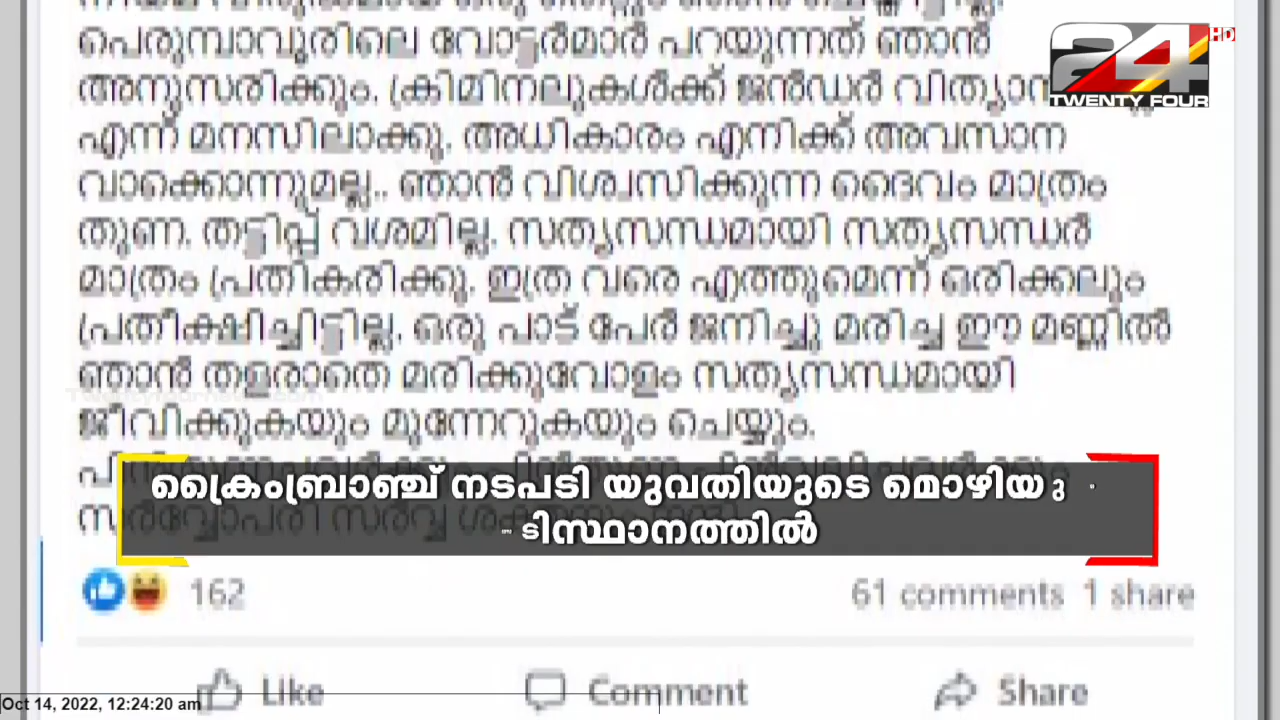 പെരുമ്പാവൂരിലെ വോട്ടർമാർ പറയുന്നത് ഞാൻ
24 HD
TWENTY FOUR
അനുസരിക്കും. ക്രിമിനലുകൾക്ക് ജൻഡർ
എന്ന് മനസിലാക്കൂ. അധികാരം എനിക്ക് അവസാന
വാക്കൊന്നുമല്ല.. ഞാൻ വിശ്വസിക്കുന്ന ദൈവം മാത്രം
തുണ. തട്ടിപ്പ് വശമില്ല. സത്യസന്ധമായി സത്യസന്ധർ
മാത്രം പ്രതികരിക്കൂ. ഇത്ര വരെ എത്തുമെന്ന് ഒരിക്കലും
പ്രതീക്ഷിച്ചിട്ടില്ല. ഒരു പാട് പേർ ജനിച്ചു മരിച്ച ഈ മണ്ണിൽ
ഞാൻ തളരാതെ മരിക്കുവോളം സത്യസന്ധമായി
ജീവിക്കുകയും മുന്നേറുകയും ചെയ്യും.
ക്രൈംബ്രാഞ്ച് നടപടി യുവതിയുടെ
162
61 comments 1 share
Like Comment Share
Oct 14, 2022, 12:24:20 am